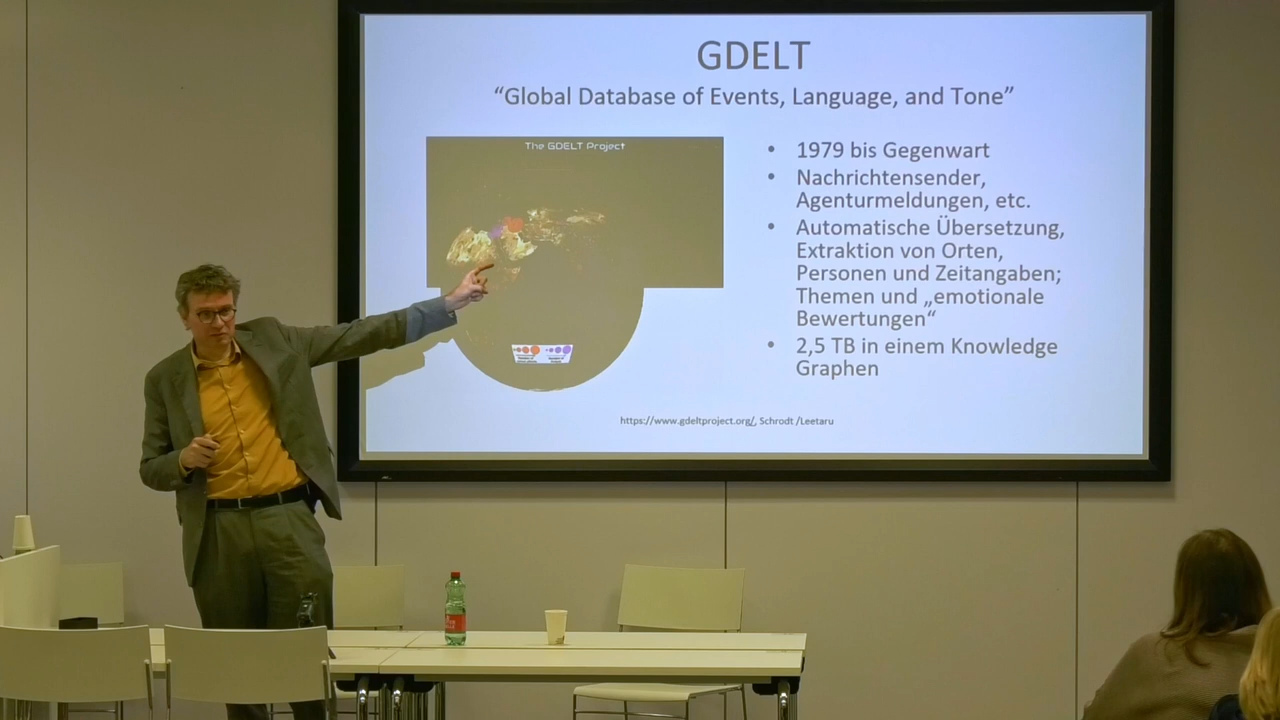 GDELT
“Global Database of Events, Language, and Tone”
The GDELT Project
• 1979 bis Gegenwart
• Nachrichtensender,
Agenturmeldungen, etc.
• Automatische Übersetzung,
Extraktion von Orten,
Personen und Zeitangaben;
Themen und „emotionale
Bewertungen“
• 2,5 TB in einem Knowledge
Graphen
https://www.gdeltproject.org/, Schrodt /Leetaru